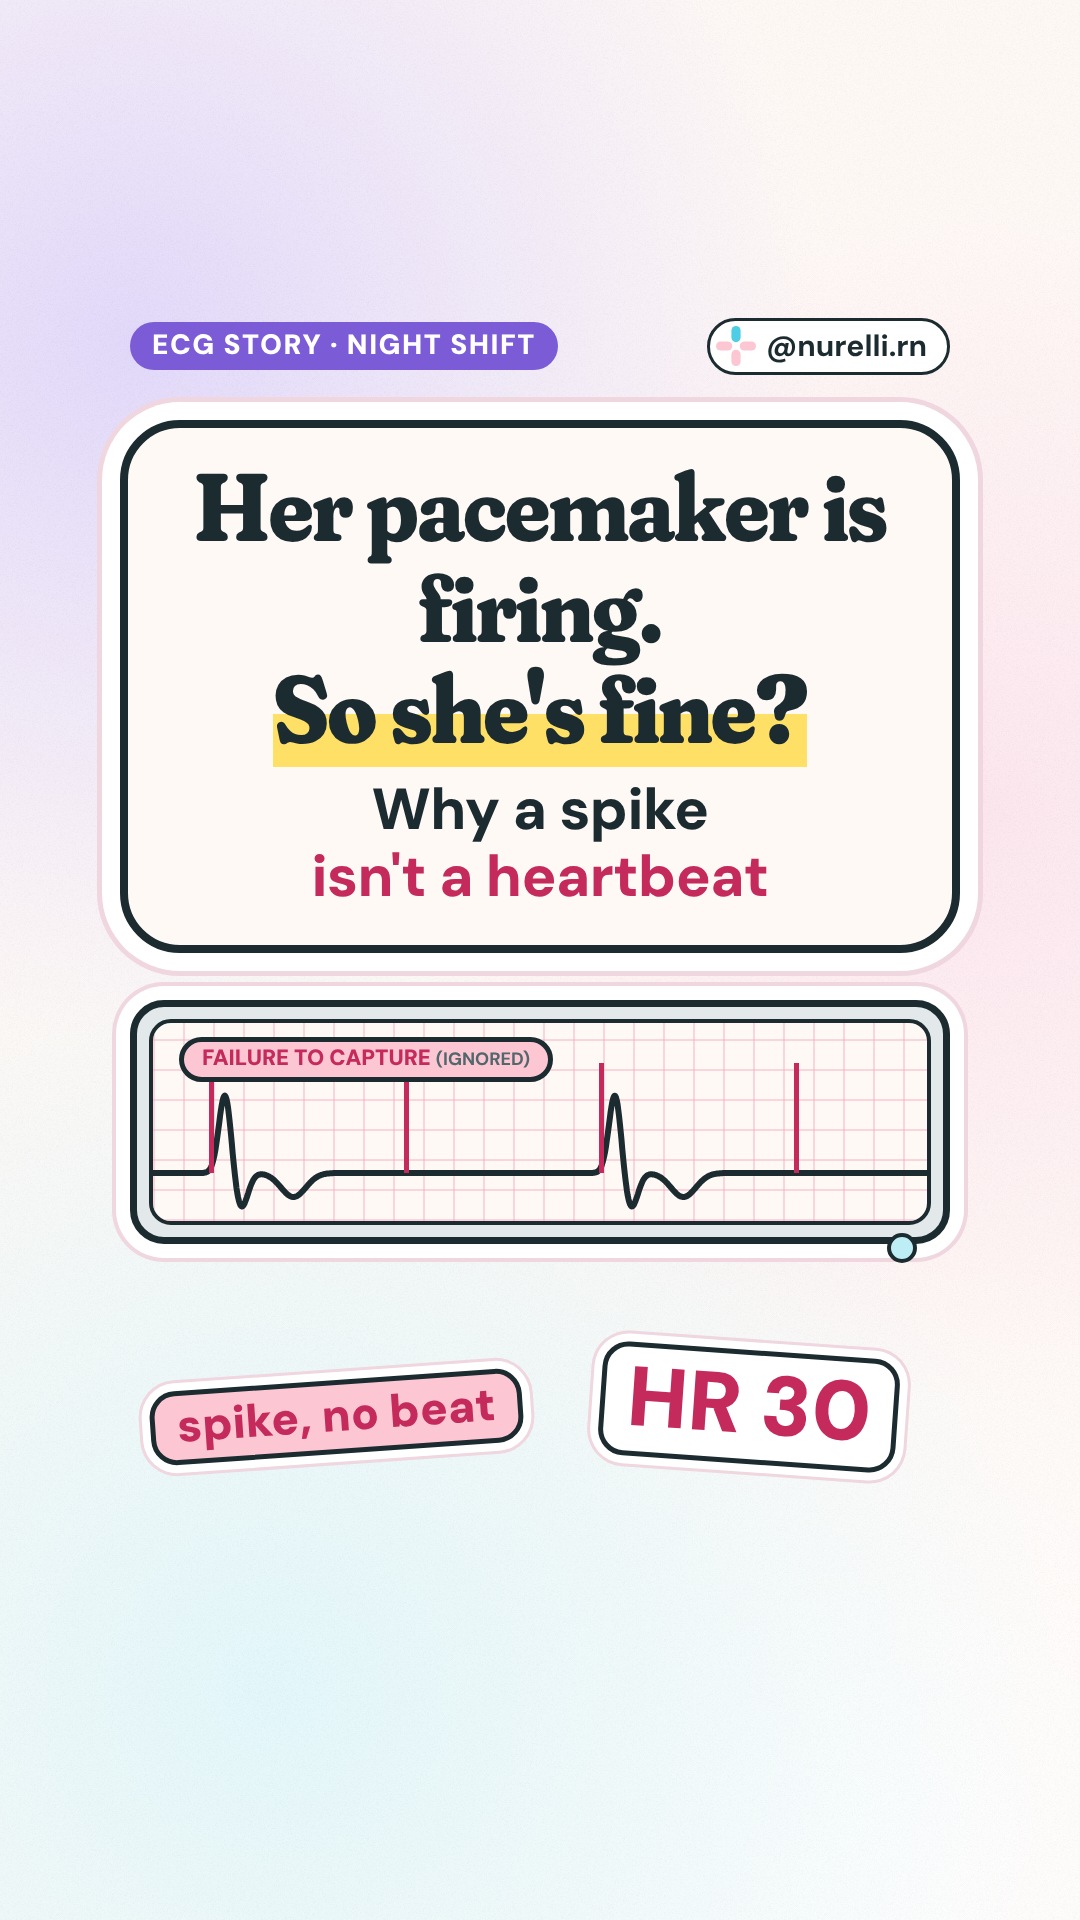 ECG STORY · NIGHT SHIFT
@nurelli.rn
Her pacemaker is
firing.
So she's fine?
Why a spike
isn't a heartbeat
FAILURE TO CAPTURE (IGNORED)
spike, no beat
HR 30